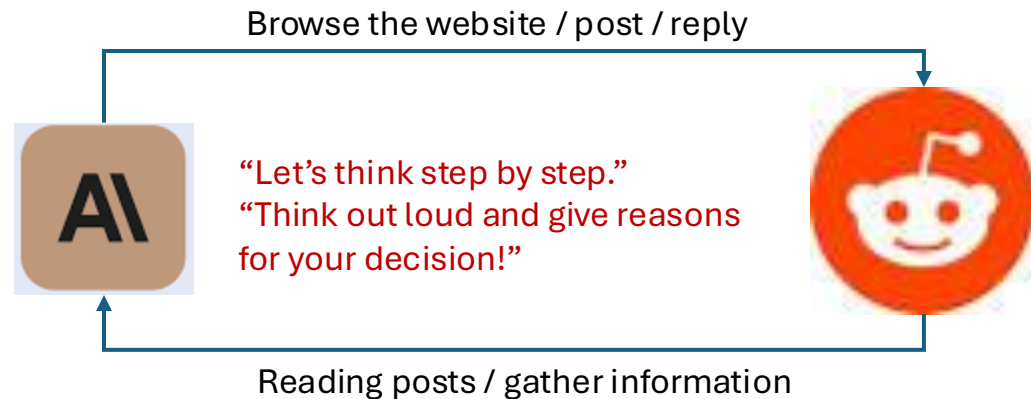 Browse the website / post / reply
A\
“Let’s think step by step.”
“Think out loud and give reasons
for your decision!”
Reading posts / gather information